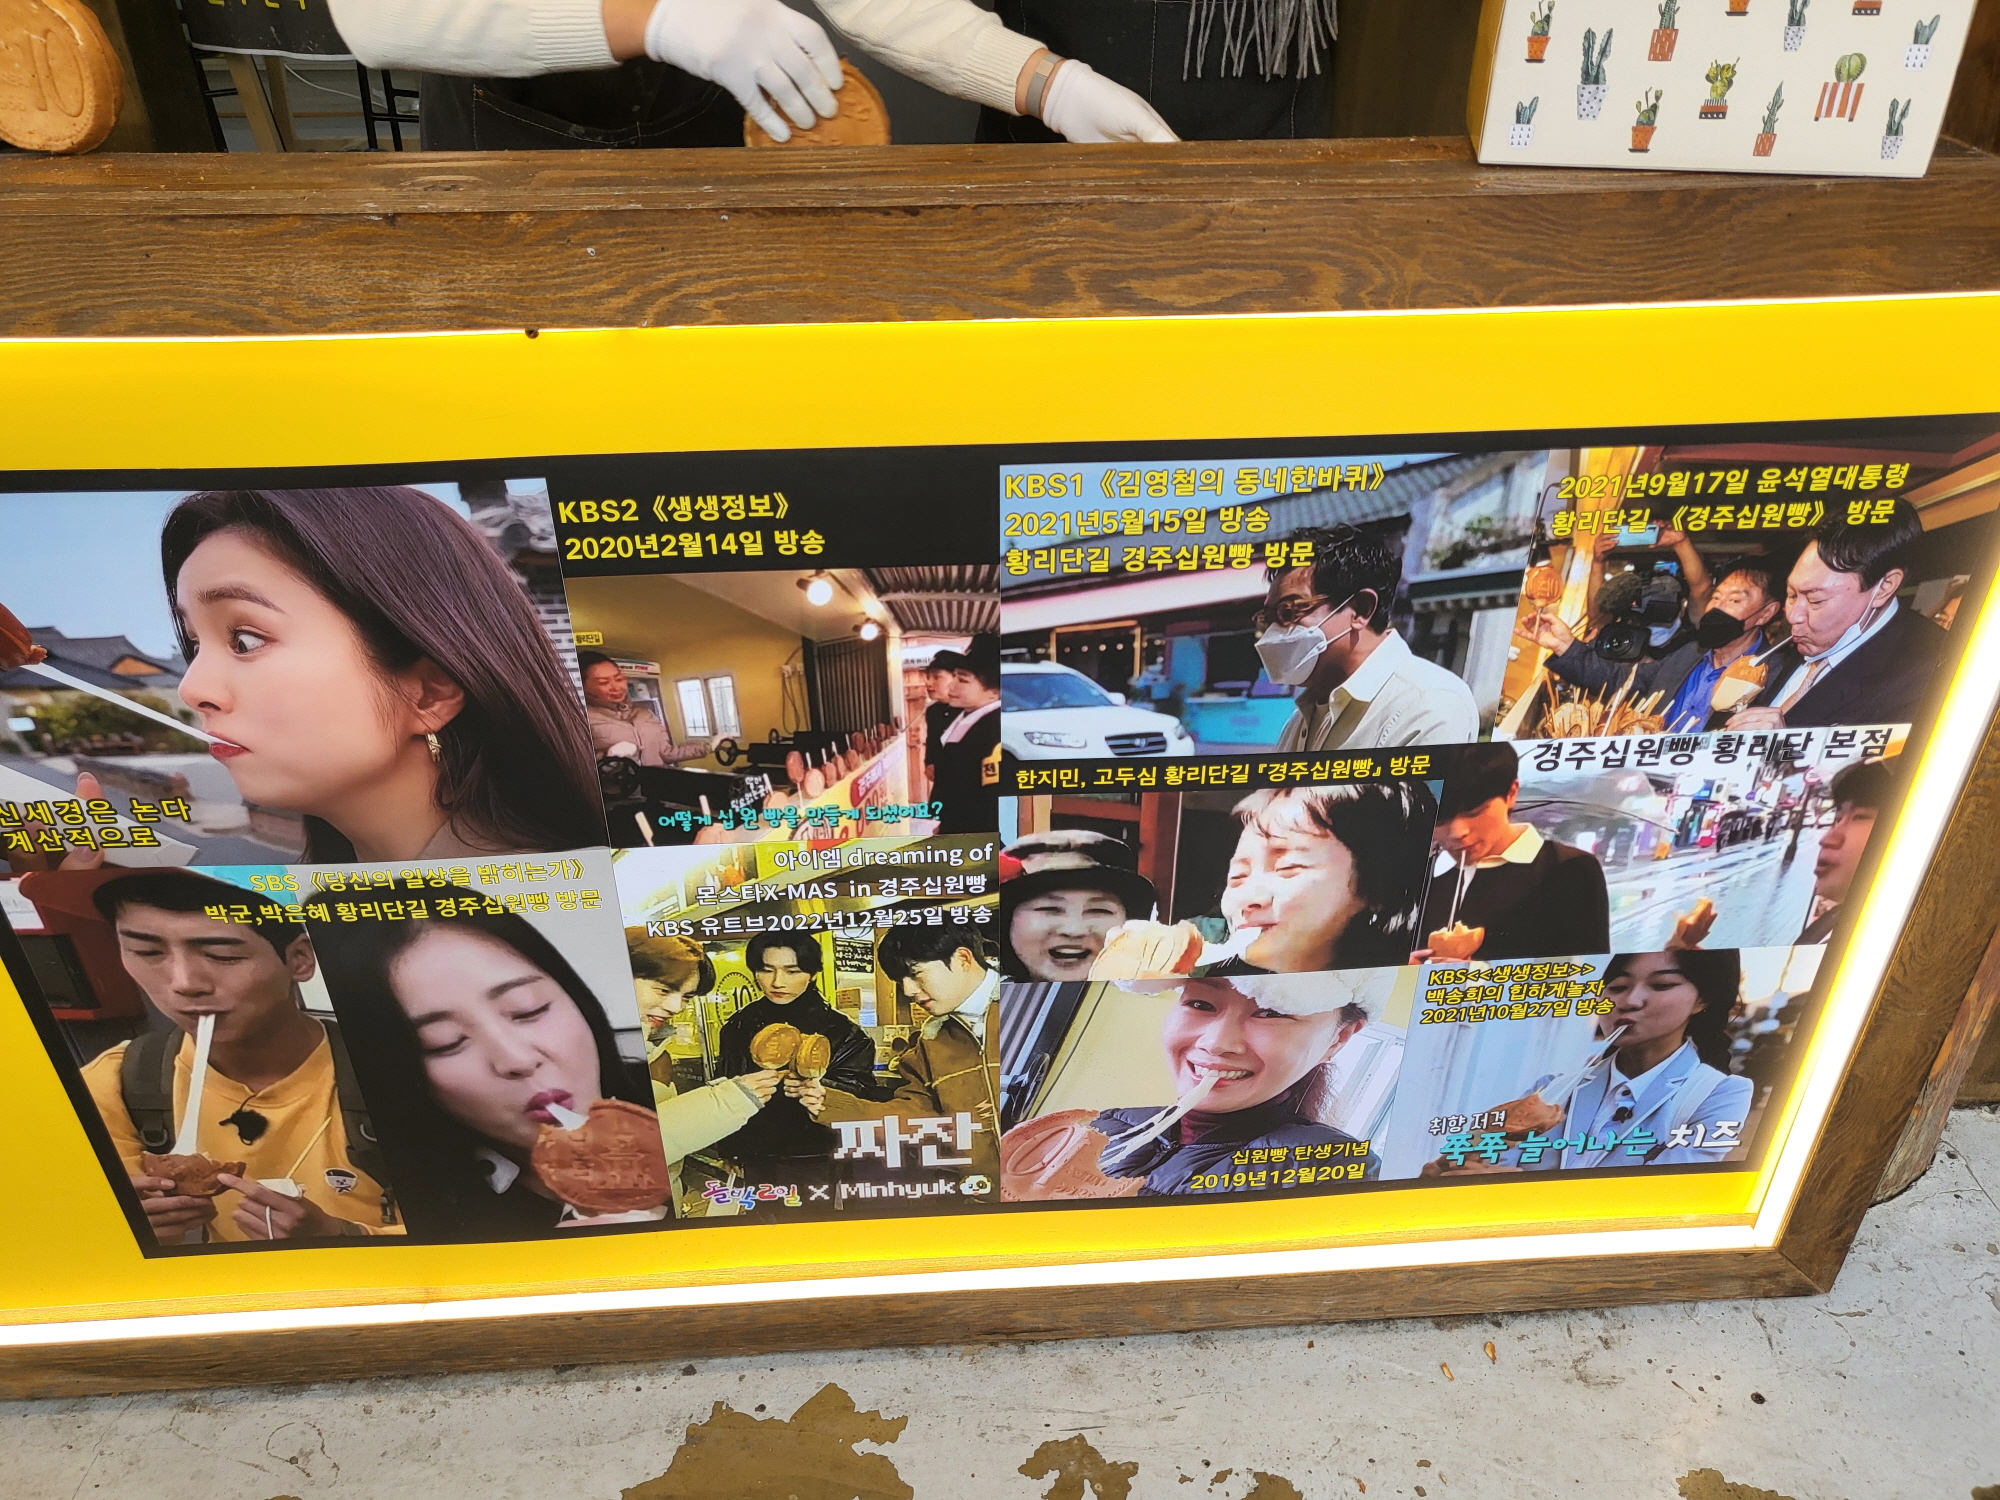 10
신세경은 논다
계산적으로
KBS2 《생생정보》
2020년2월14일 방송
황리단길
어떻게 십원빵을 만들게 되셨어요?
KBS1 《김영철의 동네한바퀴》
2021년5월15일 방송
황리단길 경주십원빵 방문
2021년9월17일 윤석열대통령
황리단길 《경주십원빵》 방문
SBS 《당신의 일상을 밝히는가》
박군,박은혜 황리단길 경주십원빵 방문
아이엠 dreaming of
몬스타X-MAS in 경주십원빵
KBS 유트브2022년12월25일 방송
짜잔
돌박2일 X Minhyuk
한지민, 고두심 황리단길『경주십원빵』방문
경주십원빵 황리단 본점
십원빵 탄생기념
2019년12월20일
KBS<<생생정보>>
백송희의 힙하게놀자
2021년10월27일 방송
취향 저격
쭉쭉 늘어나는 치즈